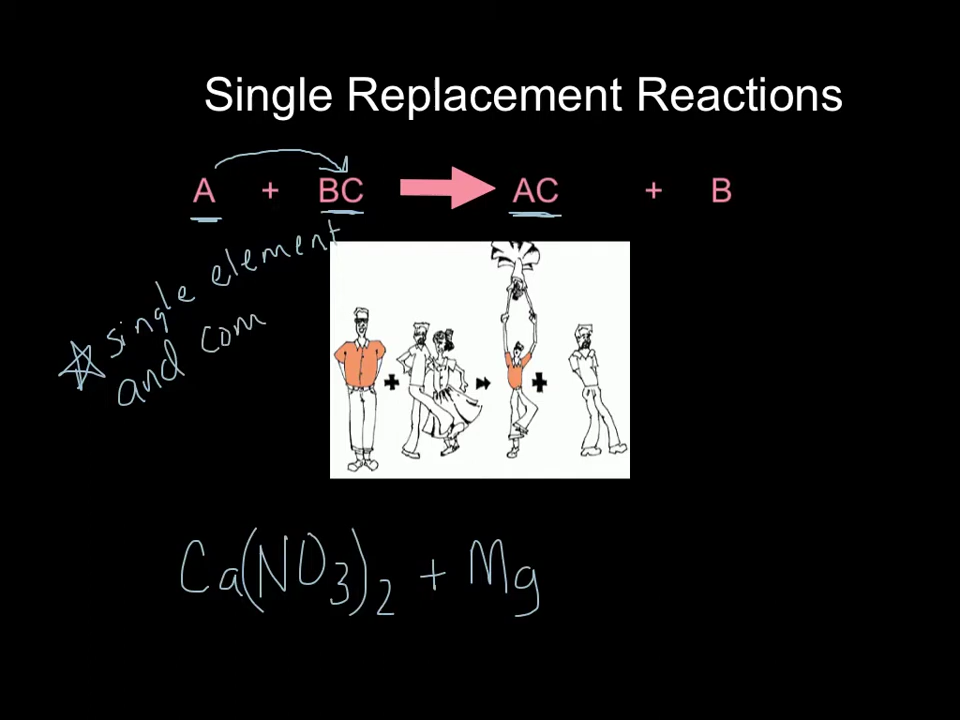 Single Replacement Reactions
A + BC AC + B
☆ single element
and com
Ca(NO3)2 + Mg